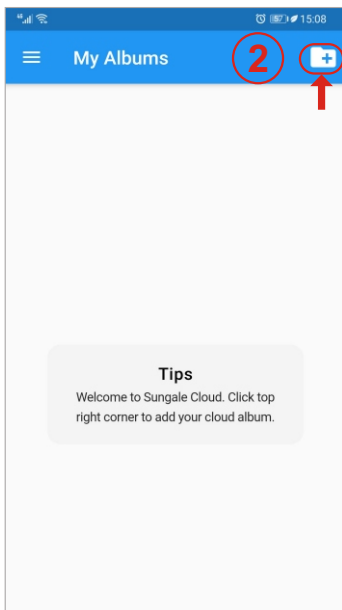 15:08
My Albums
2
Tips
Welcome to Sungale Cloud. Click top
right corner to add your cloud album.